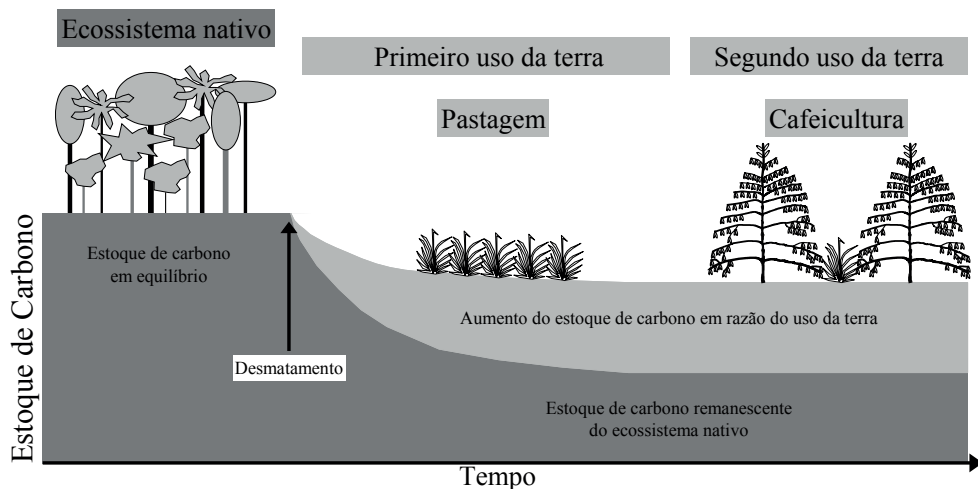 Ecossistema nativo
Primeiro uso da terra
Segundo uso da terra
Pastagem
Cafeicultura
Estoque de Carbono
Estoque de carbono
em equilíbrio
Aumento do estoque de carbono em razão do uso da terra
Desmatamento
Estoque de carbono remanescente
do ecossistema nativo
Tempo